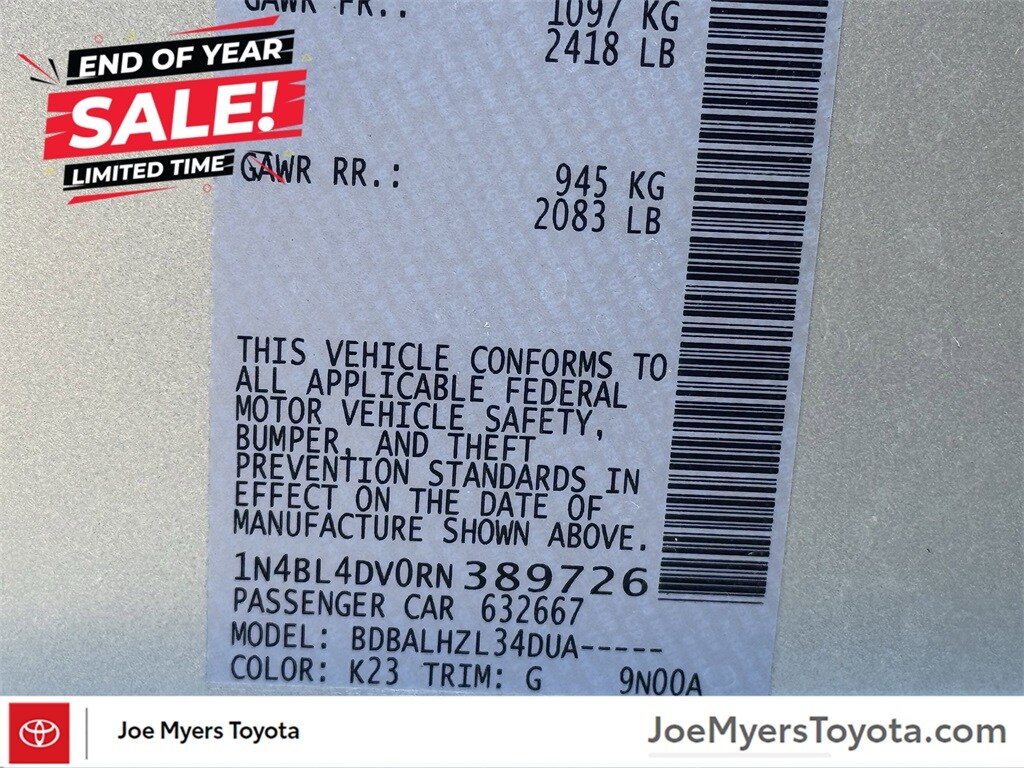 GAWR FR.: 1097 KG
2418 LB
END OF YEAR
SALE!
LIMITED TIME
GAWR RR.: 945 KG
2083 LB
THIS VEHICLE CONFORMS TO
ALL APPLICABLE FEDERAL
MOTOR VEHICLE SAFETY,
BUMPER, AND THEFT
PREVENTION STANDARDS IN
EFFECT ON THE DATE OF
MANUFACTURE SHOWN ABOVE.
1N4BL4DV0RN389726
PASSENGER CAR 632667
MODEL: BDBALHZL34DUA-----
COLOR: K23 TRIM: G 9N00A
Joe Myers Toyota
JoeMyersToyota.com